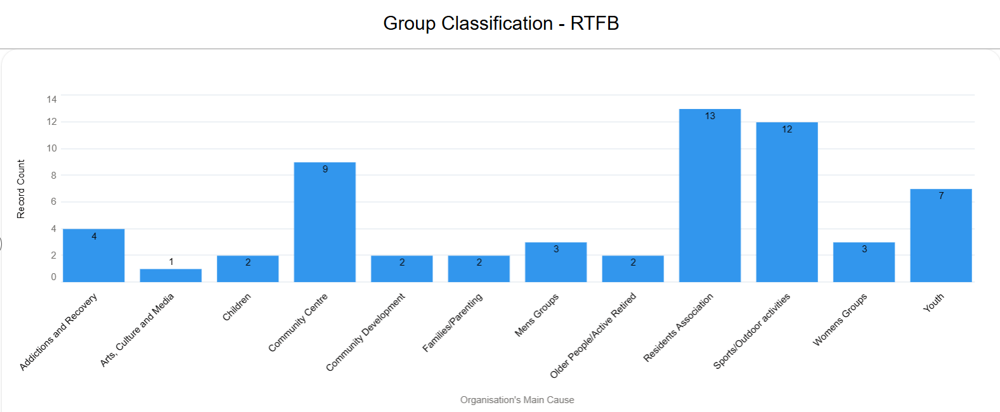 Group Classification - RTFB
14
12
10
8
6
4
2
0
Record Count
4
1
2
9
2
2
3
2
13
12
3
7
Addictions and Recovery
Arts, Culture and Media
Children
Community Centre
Community Development
Families/Parenting
Mens Groups
Older People/Active Retired
Residents Association
Sports/Outdoor activities
Womens Groups
Youth
Organisation's Main Cause